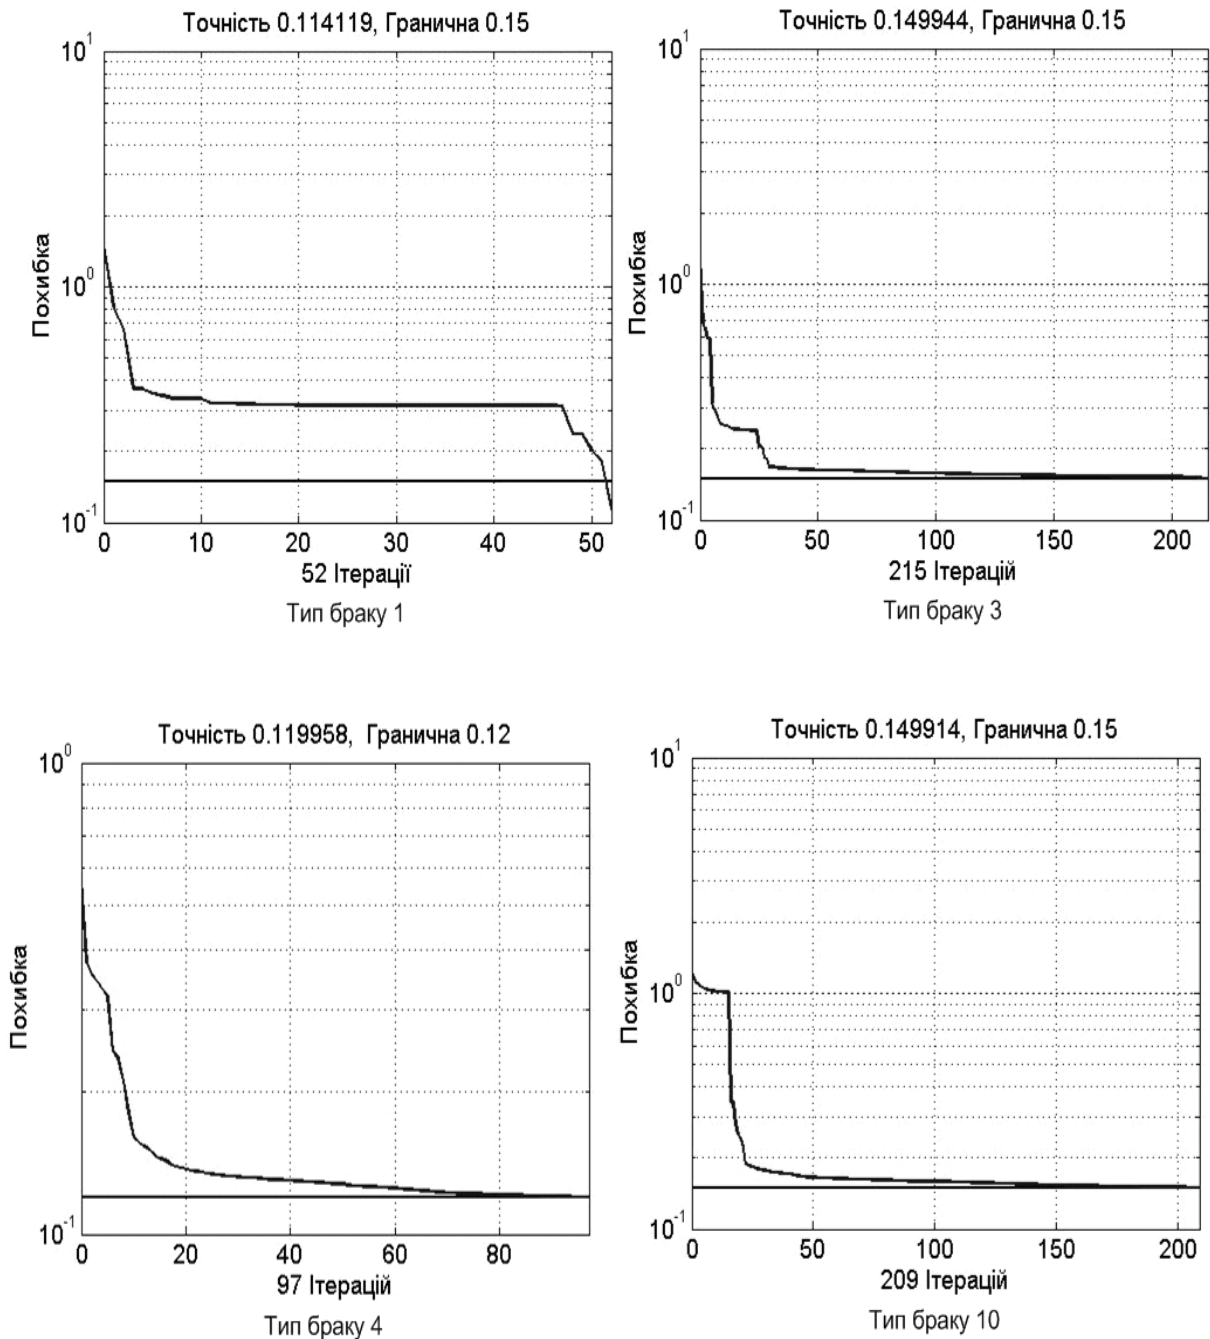 Точність 0.114119, Гранична 0.15
10^1
10^0
10^-1
Похибка
0 10 20 30 40 50
52 Ітерації
Тип браку 1
Точність 0.149944, Гранична 0.15
10^1
10^0
10^-1
Похибка
0 50 100 150 200
215 Ітерацій
Тип браку 3
Точність 0.119958, Гранична 0.12
10^0
10^-1
Похибка
0 20 40 60 80
97 Ітерацій
Тип браку 4
Точність 0.149914, Гранична 0.15
10^1
10^0
10^-1
Похибка
0 50 100 150 200
209 Ітерацій
Тип браку 10